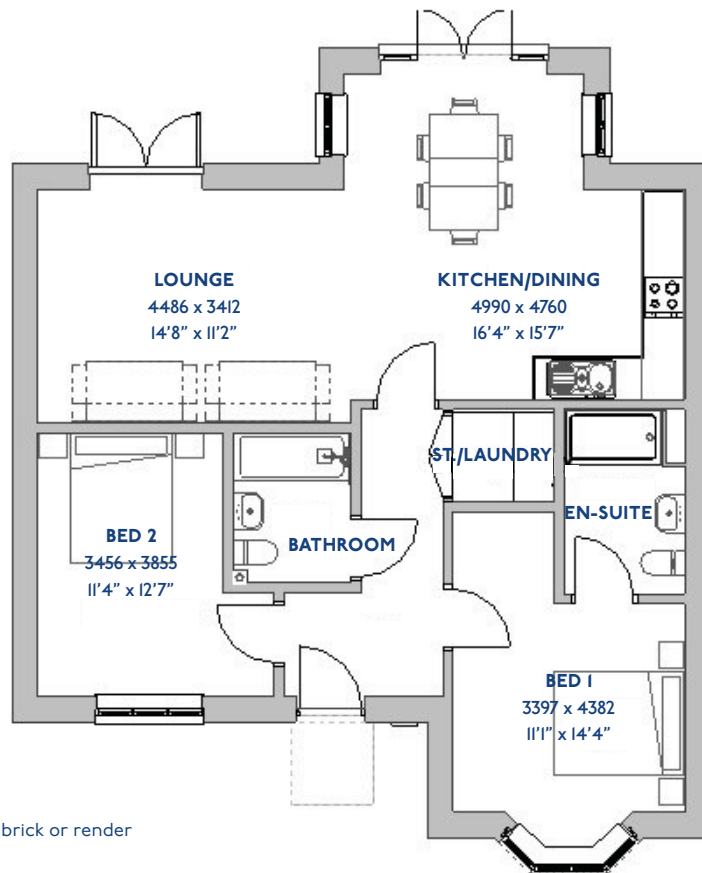 LOUNGE
4486 x 3412
14'8” x 11'2”
KITCHEN/DINING
4990 x 4760
16'4” x 15'7”
ST./LAUNDRY
EN-SUITE
BED 2
3456 x 3855
11'4” x 12'7”
BATHROOM
BED 1
3397 x 4382
11'1” x 14'4”
brick or render